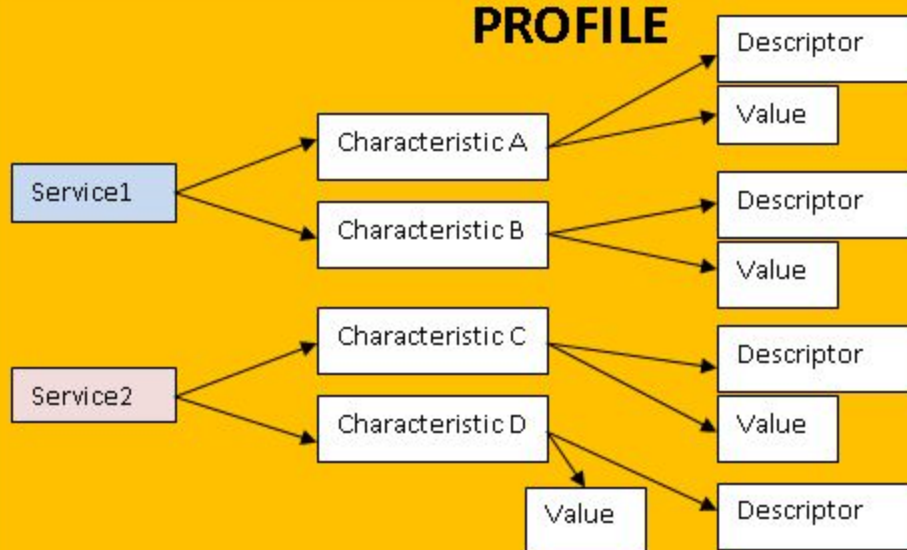 PROFILE
Descriptor
Value
Characteristic A
Service1
Characteristic B
Descriptor
Value
Characteristic C
Descriptor
Service2
Characteristic D
Value
Value
Descriptor